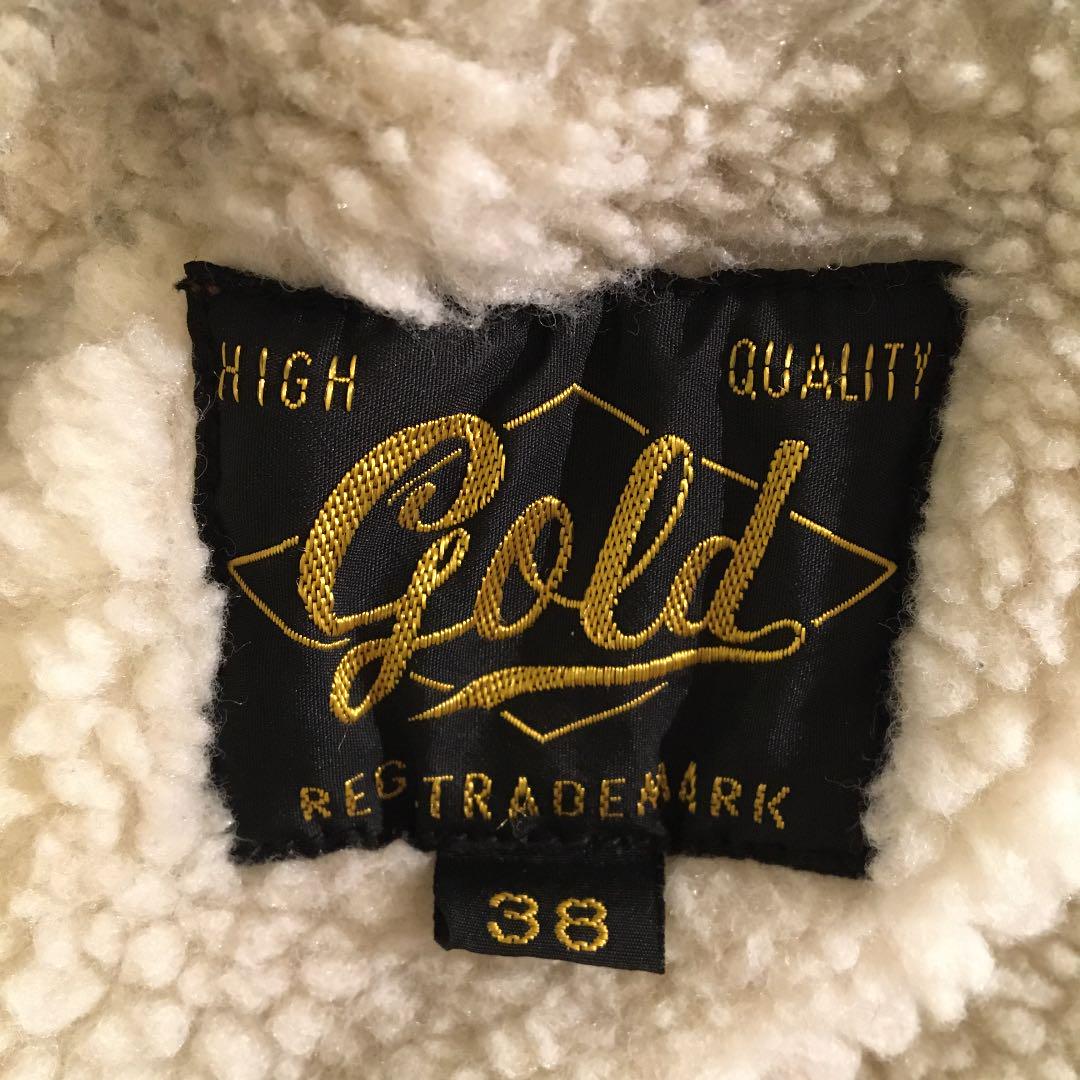 HIGH QUALITY
Gold
REG.TRADEMARK
38